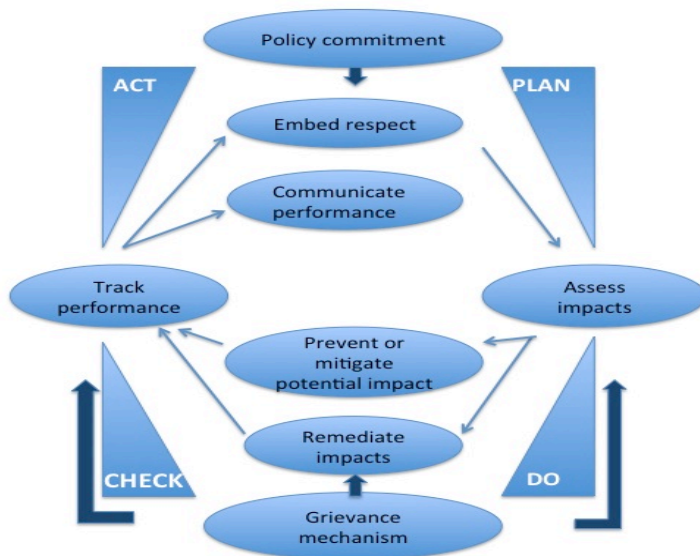 Policy commitment
ACT
PLAN
Embed respect
Communicate
performance
Track
performance
Assess
impacts
Prevent or
mitigate
potential impact
Remediate
impacts
CHECK
DO
Grievance
mechanism